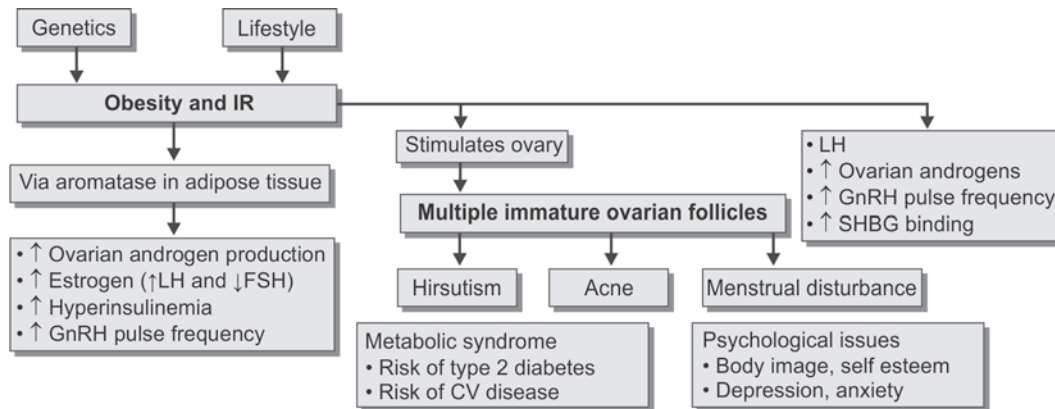 Genetics
Lifestyle
Obesity and IR
Via aromatase in adipose tissue
• ↑ Ovarian androgen production
• ↑ Estrogen (↑LH and ↓FSH)
• ↑ Hyperinsulinemia
• ↑ GnRH pulse frequency
Stimulates ovary
Multiple immature ovarian follicles
Hirsutism
Acne
Menstrual disturbance
Metabolic syndrome
• Risk of type 2 diabetes
• Risk of CV disease
Psychological issues
• Body image, self esteem
• Depression, anxiety
• LH
• ↑ Ovarian androgens
• ↑ GnRH pulse frequency
• ↑ SHBG binding